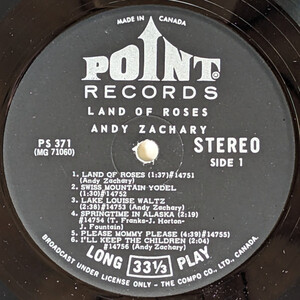 MADE IN CANADA
POINT®
RECORDS
LAND OF ROSES
ANDY ZACHARY
PS 371
(MG 71060)
STEREO
SIDE 1
1. LAND OF ROSES (1:37)#14751
(Andy Zachary)
2. SWISS MOUNTAIN YODEL
(1:30)#14752
3. LAKE LOUISE WALTZ
(2:38)#14753 (Andy Zachary)
4. SPRINGTIME IN ALASKA (2:19)
#14754 (T. Franks-J. Horton-
J. Fountain)
5. PLEASE MOMMY PLEASE (4:39)#14755)
6. I'LL KEEP THE CHILDREN (2:04)
#14756 (Andy Zachary)
LONG 33⅓ PLAY
BROADCAST UNDER LICENSE ONLY - THE COMPO CO., LTD., CANADA.